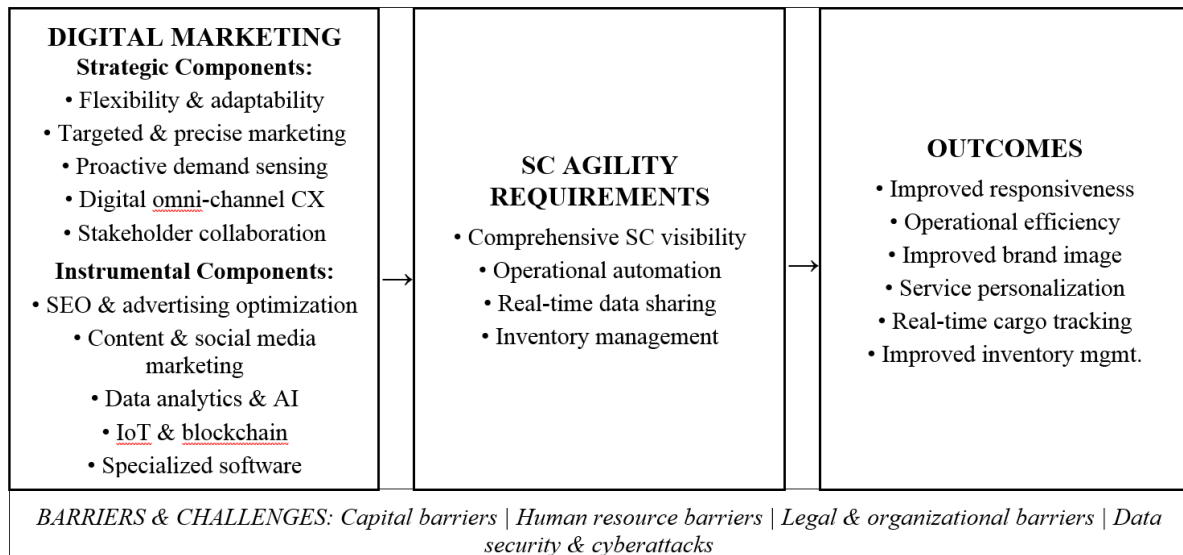 DIGITAL MARKETING
Strategic Components:
• Flexibility & adaptability
• Targeted & precise marketing
• Proactive demand sensing
• Digital omni-channel CX
• Stakeholder collaboration
Instrumental Components:
• SEO & advertising optimization
• Content & social media
marketing
• Data analytics & AI
• IoT & blockchain
• Specialized software
→
SC AGILITY
REQUIREMENTS
• Comprehensive SC visibility
• Operational automation
• Real-time data sharing
• Inventory management
→
OUTCOMES
• Improved responsiveness
• Operational efficiency
• Improved brand image
• Service personalization
• Real-time cargo tracking
• Improved inventory mgmt.
BARRIERS & CHALLENGES: Capital barriers | Human resource barriers | Legal & organizational barriers | Data
security & cyberattacks